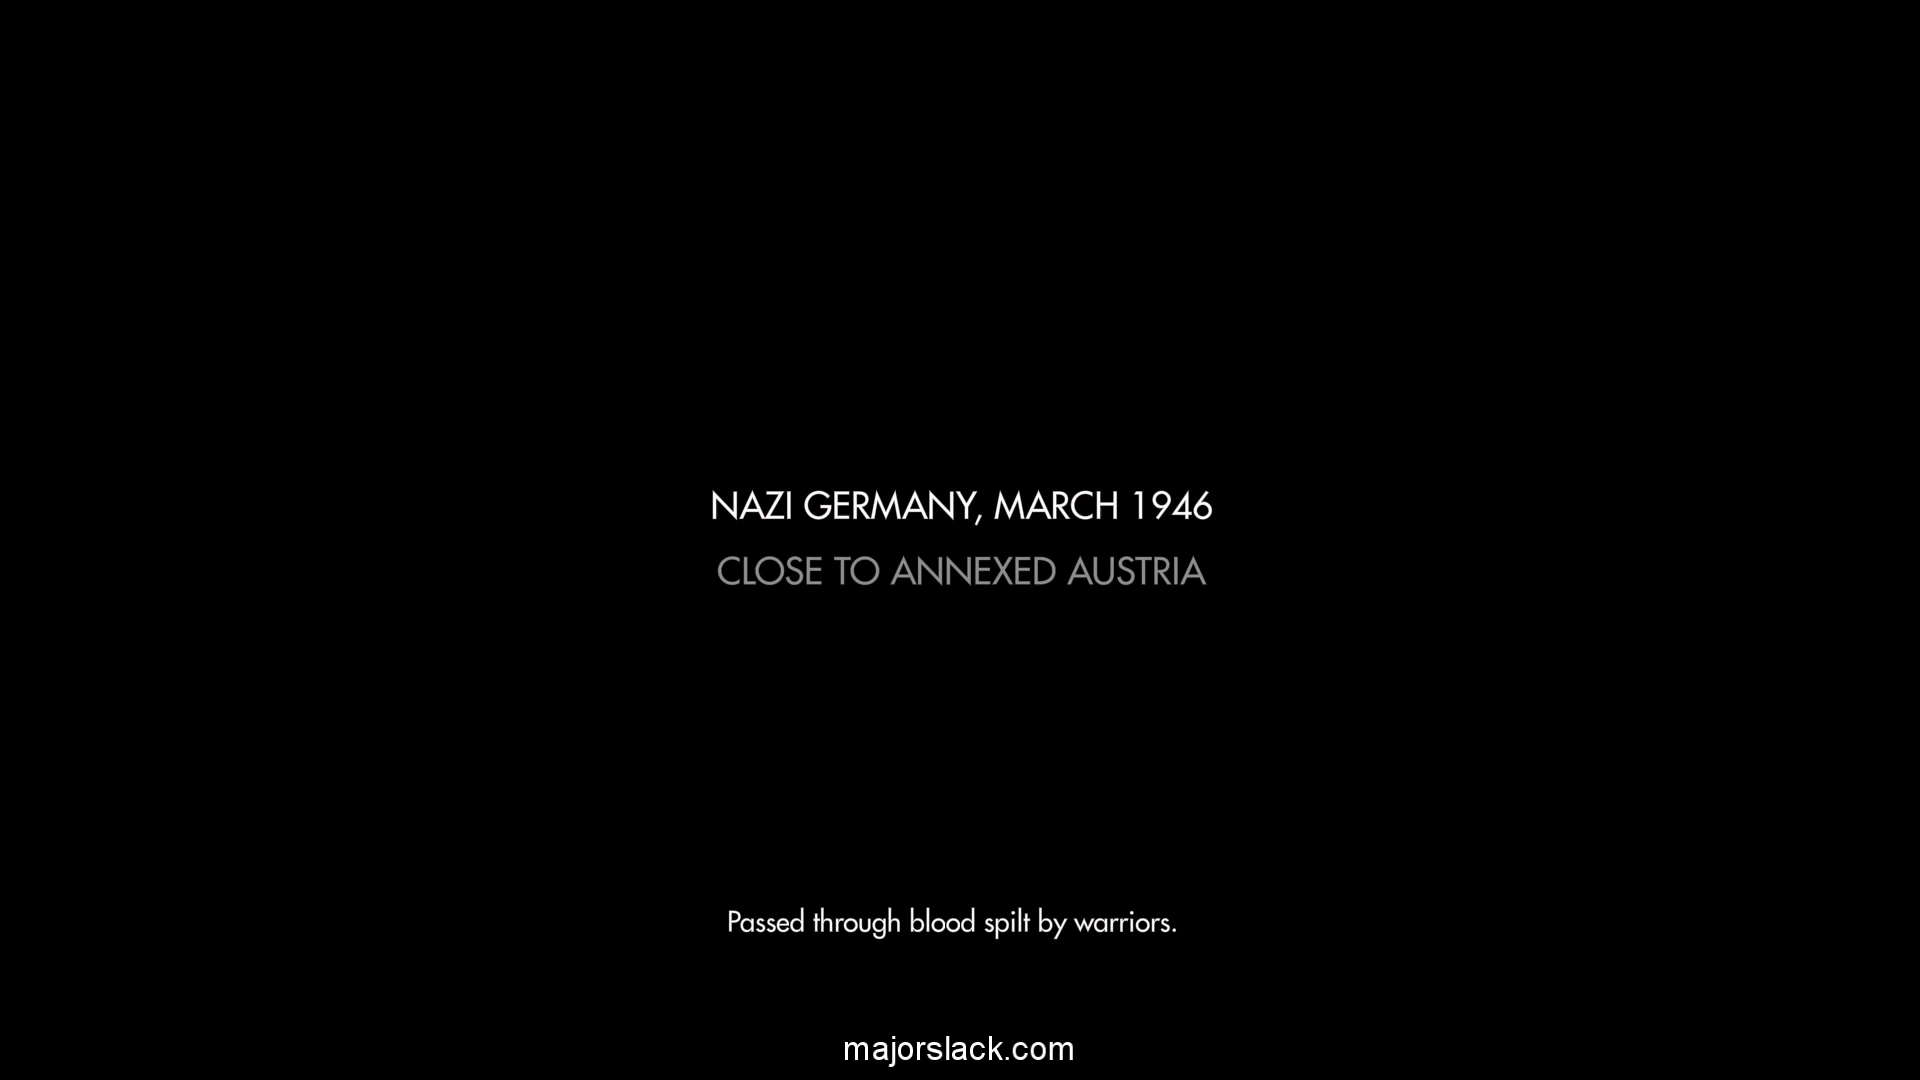 NAZI GERMANY, MARCH 1946
CLOSE TO ANNEXED AUSTRIA
Passed through blood spilt by warriors.
majorslack.com